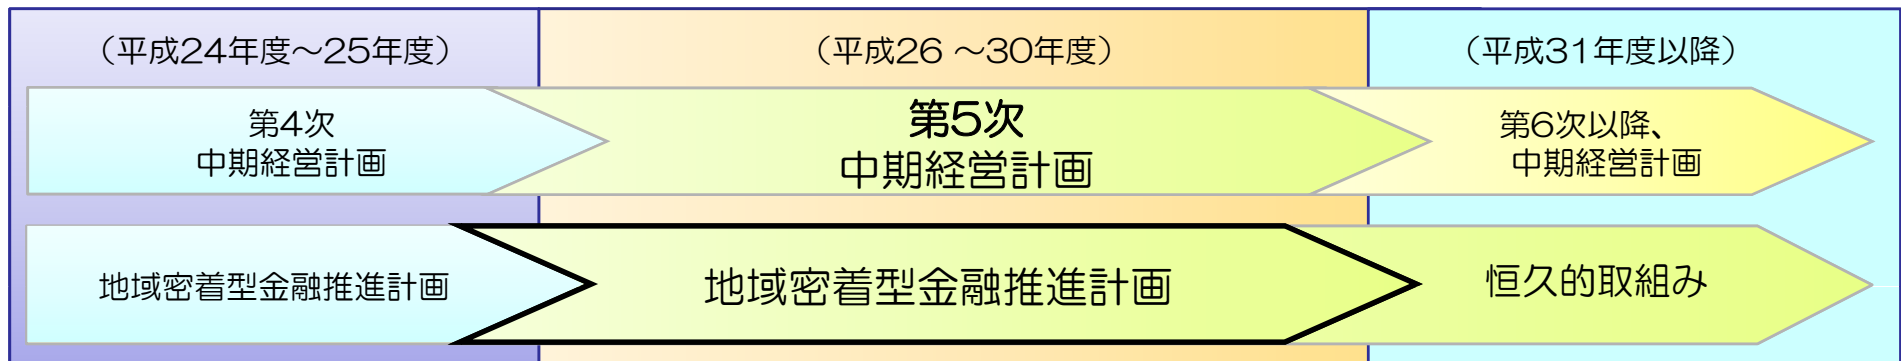 （平成24年度～25年度）
（平成26 ～30年度）
（平成31年度以降）
第4次
中期経営計画
第5次
中期経営計画
第6次以降、
中期経営計画
地域密着型金融推進計画
地域密着型金融推進計画
恒久的取組み